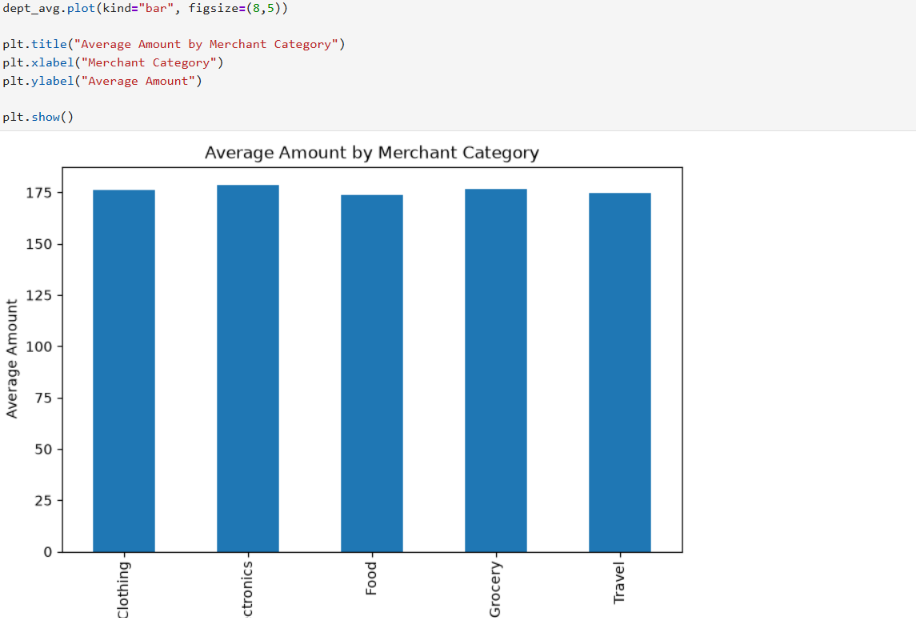 dept_avg.plot(kind="bar", figsize=(8,5))
plt.title("Average Amount by Merchant Category")
plt.xlabel("Merchant Category")
plt.ylabel("Average Amount")
plt.show()
Average Amount by Merchant Category
Average Amount
175
150
125
100
75
50
25
0
Clothing
ctronics
Food
Grocery
Travel